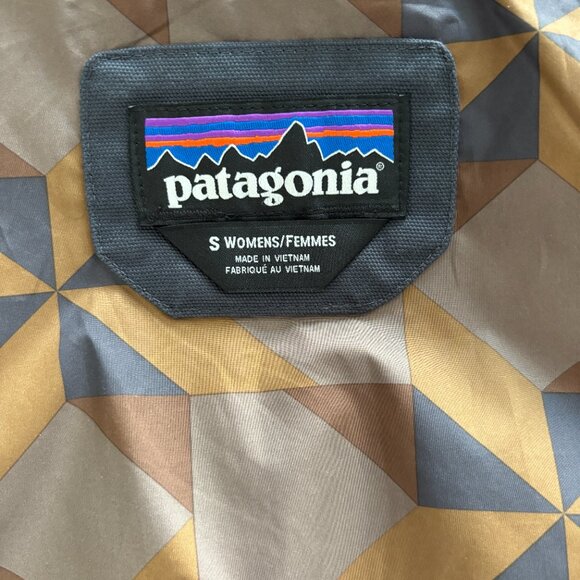 patagonia®
S WOMENS/FEMMES
MADE IN VIETNAM
FABRIQUÉ AU VIETNAM